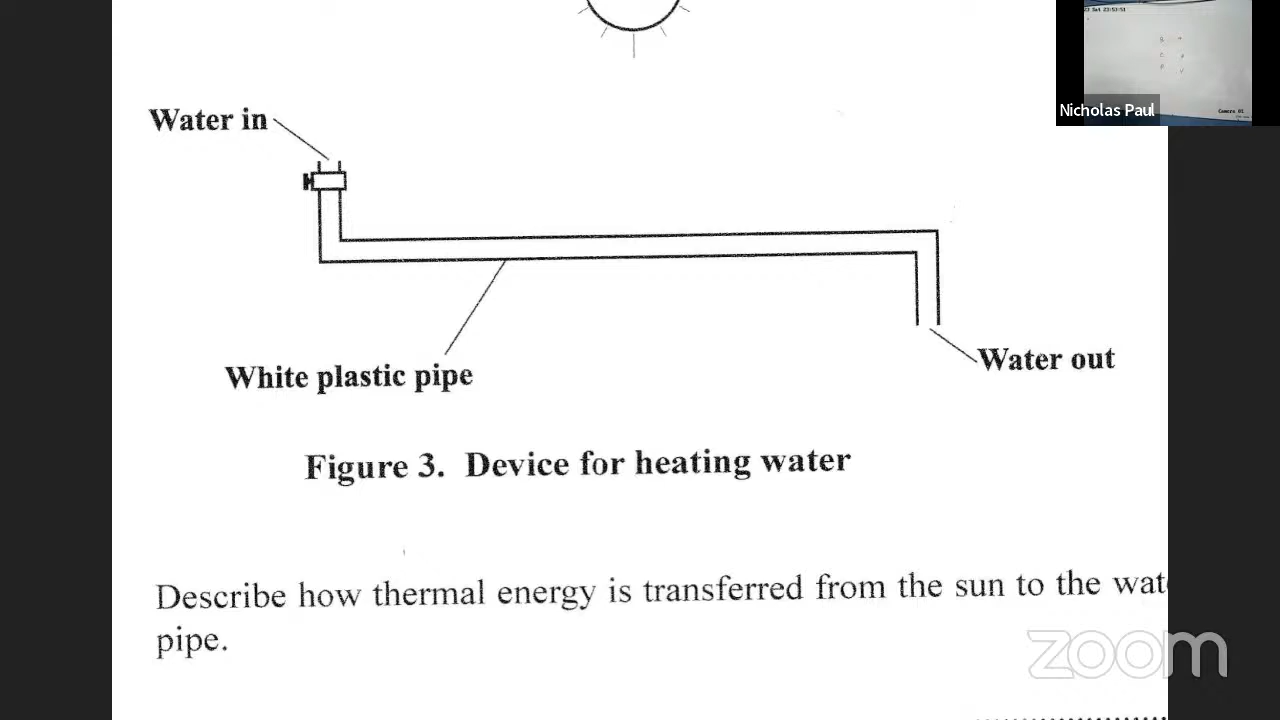 Water in
Nicholas Paul
White plastic pipe
Water out
Figure 3. Device for heating water
Describe how thermal energy is transferred from the sun to the wat
pipe.
zoom